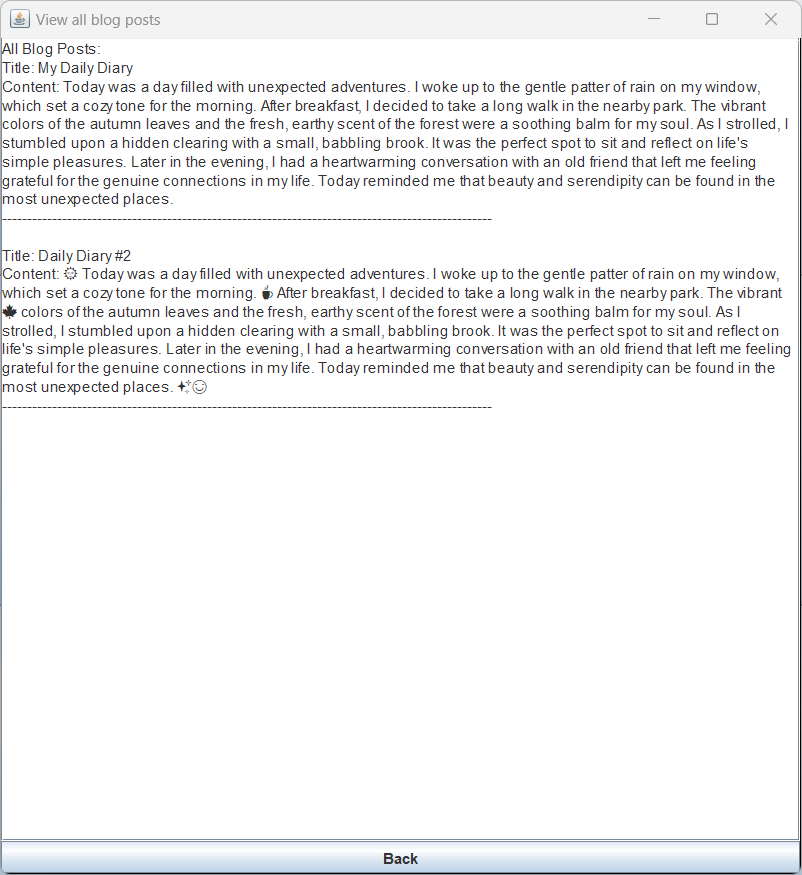 View all blog posts
All Blog Posts:
Title: My Daily Diary
Content: Today was a day filled with unexpected adventures. I woke up to the gentle patter of rain on my window,
which set a cozy tone for the morning. After breakfast, I decided to take a long walk in the nearby park. The vibrant
colors of the autumn leaves and the fresh, earthy scent of the forest were a soothing balm for my soul. As I strolled, I
stumbled upon a hidden clearing with a small, babbling brook. It was the perfect spot to sit and reflect on life's
simple pleasures. Later in the evening, I had a heartwarming conversation with an old friend that left me feeling
grateful for the genuine connections in my life. Today reminded me that beauty and serendipity can be found in the
most unexpected places.
--------------------------------------------------------------------------------------------------
Title: Daily Diary #2
Content: 🌞 Today was a day filled with unexpected adventures. I woke up to the gentle patter of rain on my window,
which set a cozy tone for the morning. ☕ After breakfast, I decided to take a long walk in the nearby park. The vibrant
🍁 colors of the autumn leaves and the fresh, earthy scent of the forest were a soothing balm for my soul. As I
strolled, I stumbled upon a hidden clearing with a small, babbling brook. It was the perfect spot to sit and reflect on
life's simple pleasures. Later in the evening, I had a heartwarming conversation with an old friend that left me feeling
grateful for the genuine connections in my life. Today reminded me that beauty and serendipity can be found in the
most unexpected places. ✨😊
--------------------------------------------------------------------------------------------------
Back